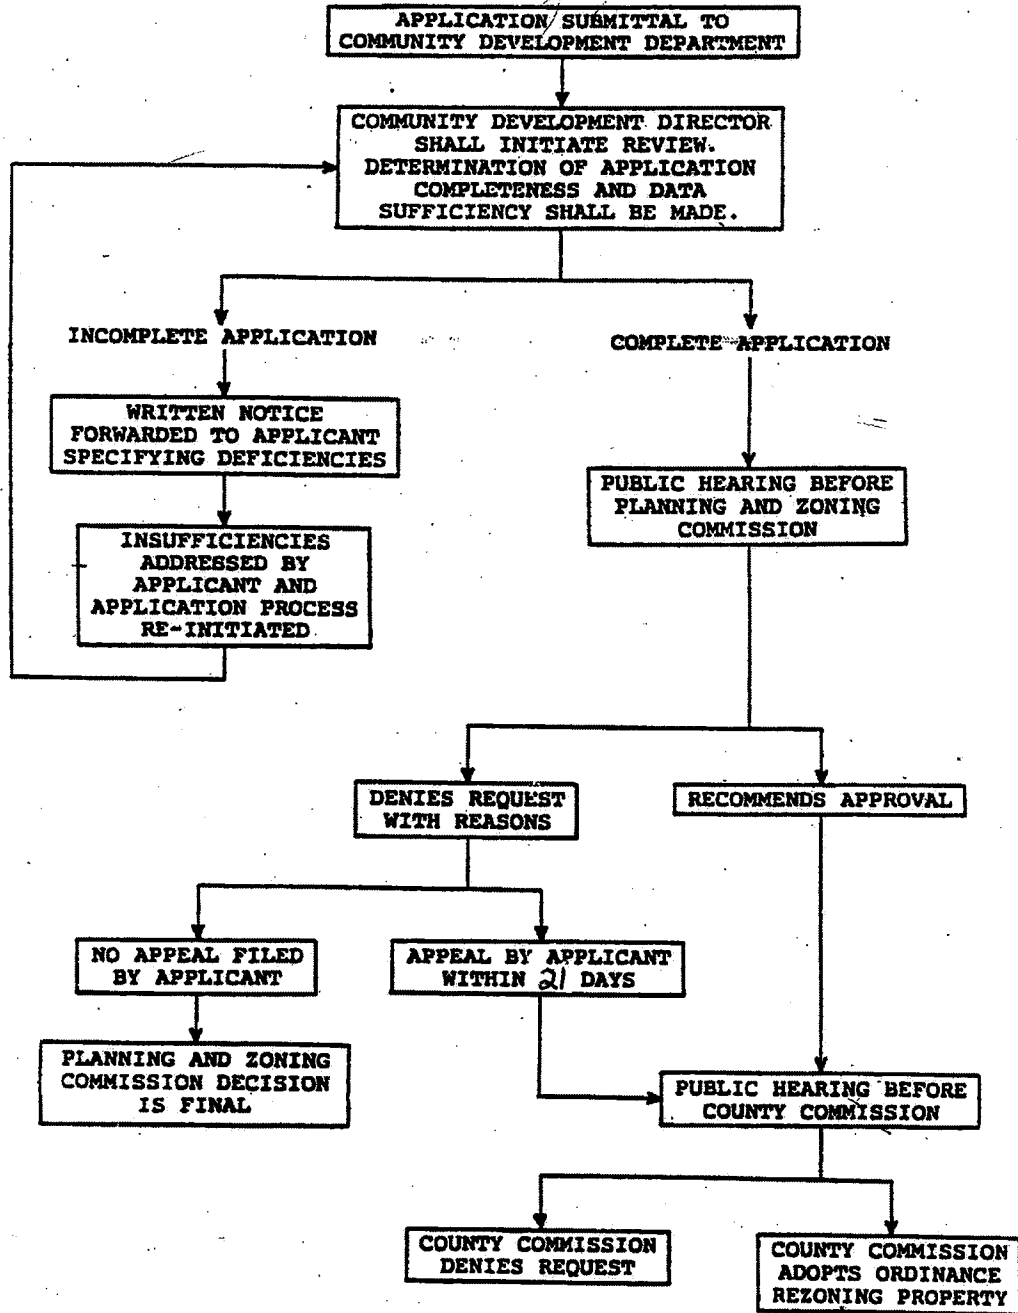 APPLICATION SUBMITTAL TO
COMMUNITY DEVELOPMENT DEPARTMENT
COMMUNITY DEVELOPMENT DIRECTOR
SHALL INITIATE REVIEW.
DETERMINATION OF APPLICATION
COMPLETENESS AND DATA
SUFFICIENCY SHALL BE MADE.
INCOMPLETE APPLICATION
COMPLETE APPLICATION
WRITTEN NOTICE
FORWARDED TO APPLICANT
SPECIFYING DEFICIENCIES
PUBLIC HEARING BEFORE
PLANNING AND ZONING
COMMISSION
INSUFFICIENCIES
ADDRESSED BY
APPLICANT AND
APPLICATION PROCESS
RE-INITIATED
DENIES REQUEST
WITH REASONS
RECOMMENDS APPROVAL
NO APPEAL FILED
BY APPLICANT
APPEAL BY APPLICANT
WITHIN 21 DAYS
PLANNING AND ZONING
COMMISSION DECISION
IS FINAL
PUBLIC HEARING BEFORE
COUNTY COMMISSION
COUNTY COMMISSION
DENIES REQUEST
COUNTY COMMISSION
ADOPTS ORDINANCE
REZONING PROPERTY